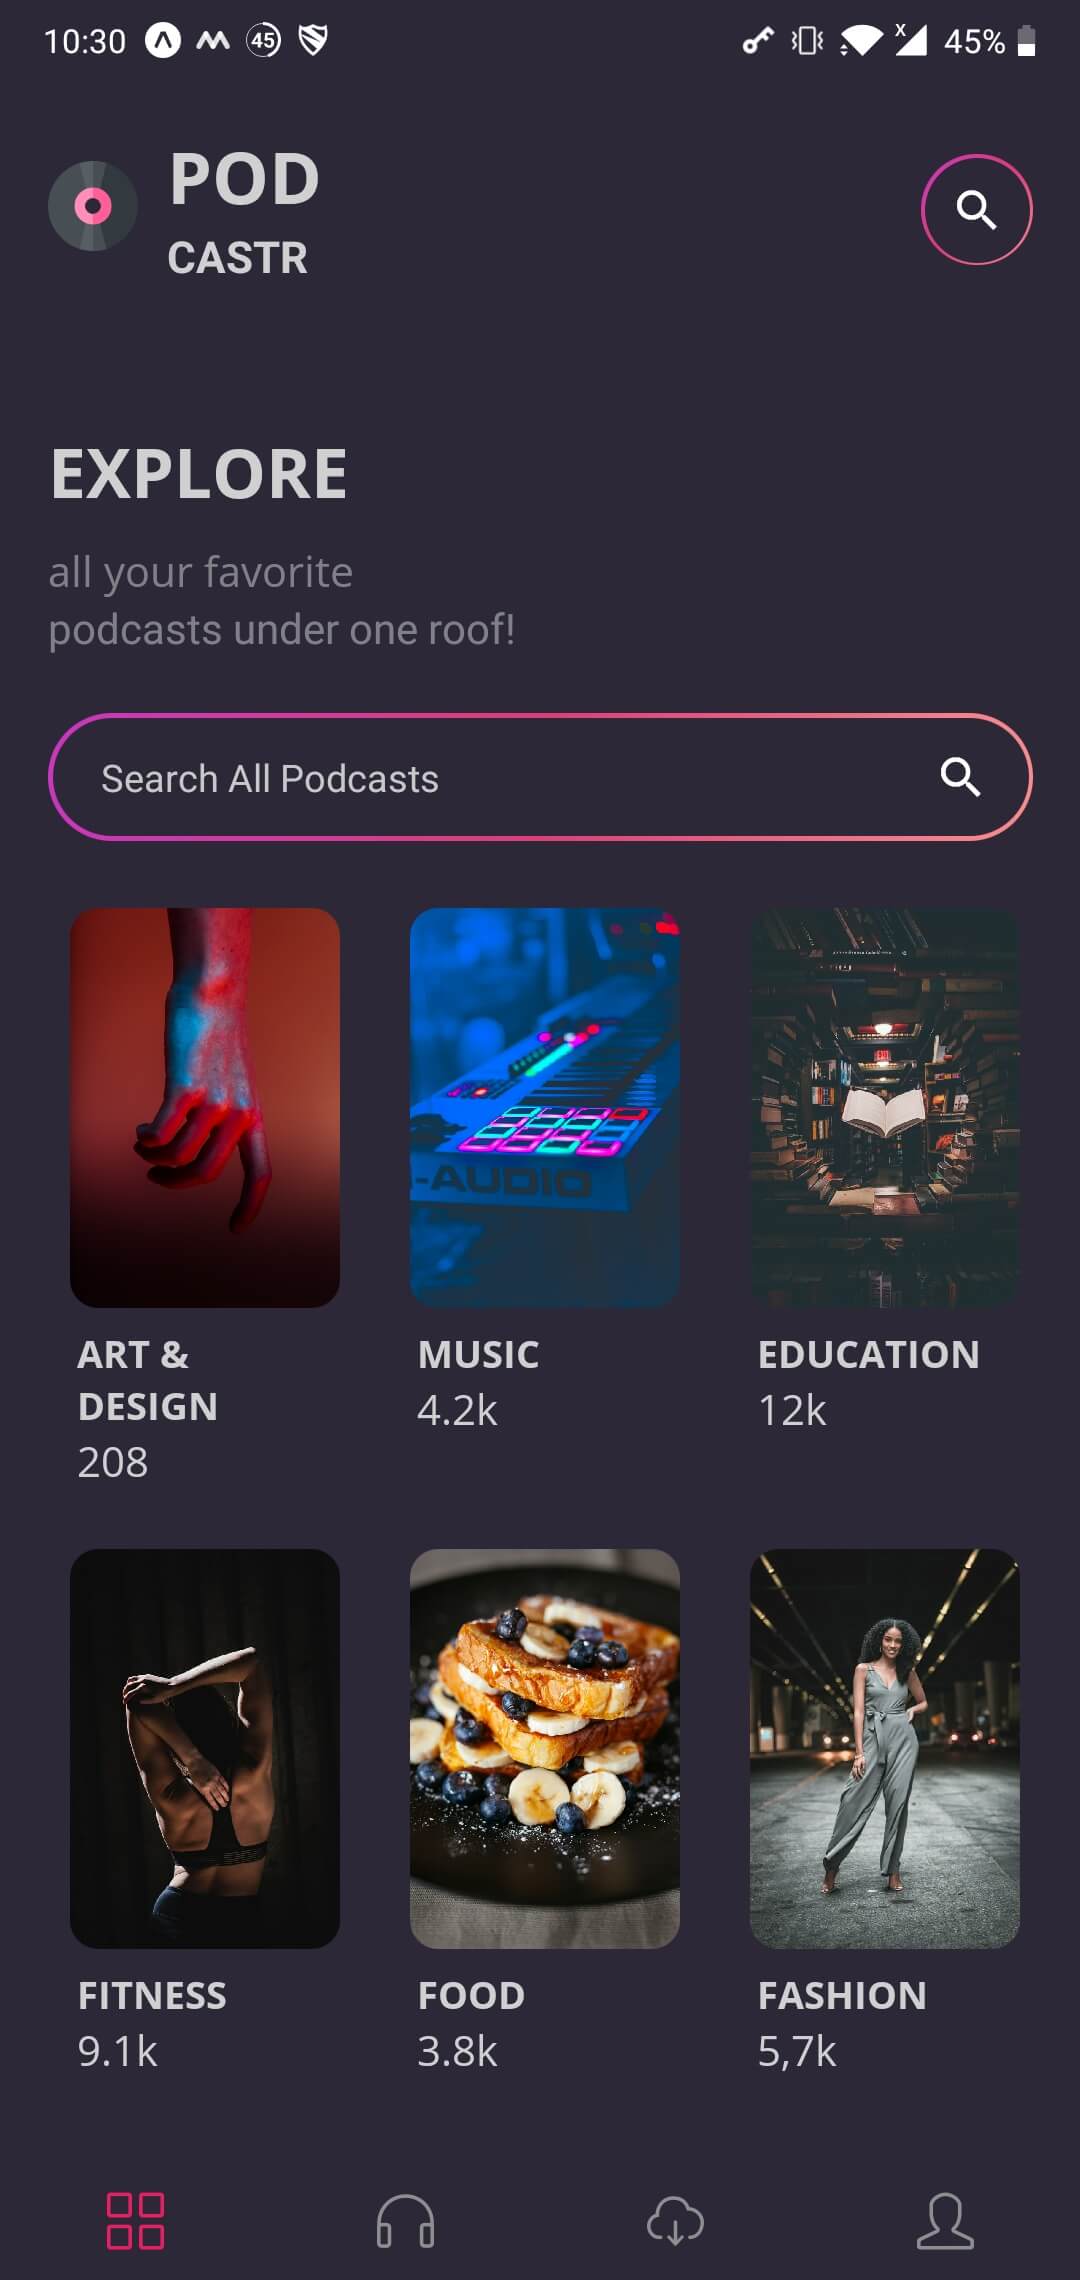 10:30 45 45%
POD
CASTR
EXPLORE
all your favorite
podcasts under one roof!
Search All Podcasts
-AUDIO
EXIT
ART &
DESIGN
208
MUSIC
4.2k
EDUCATION
12k
FITNESS
9.1k
FOOD
3.8k
FASHION
5,7k